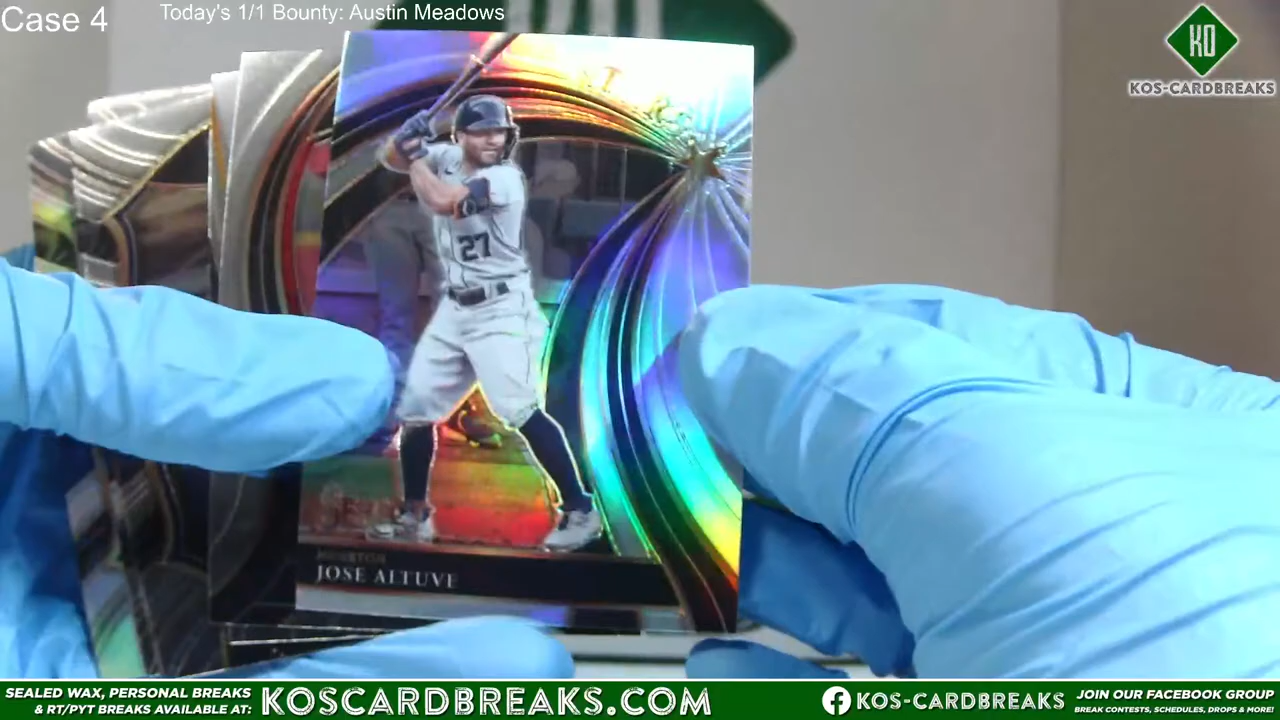 Case 4
Today's 1/1 Bounty: Austin Meadows
KO
KOS-CARDBREAKS
27
HOUSTON
JOSE ALTUVE
SEALED WAX, PERSONAL BREAKS
& RT/PYT BREAKS AVAILABLE AT:
KOSCARDBREAKS.COM
KOS-CARDBREAKS
JOIN OUR FACEBOOK GROUP
BREAK CONTESTS, SCHEDULES, DROPS & MORE!